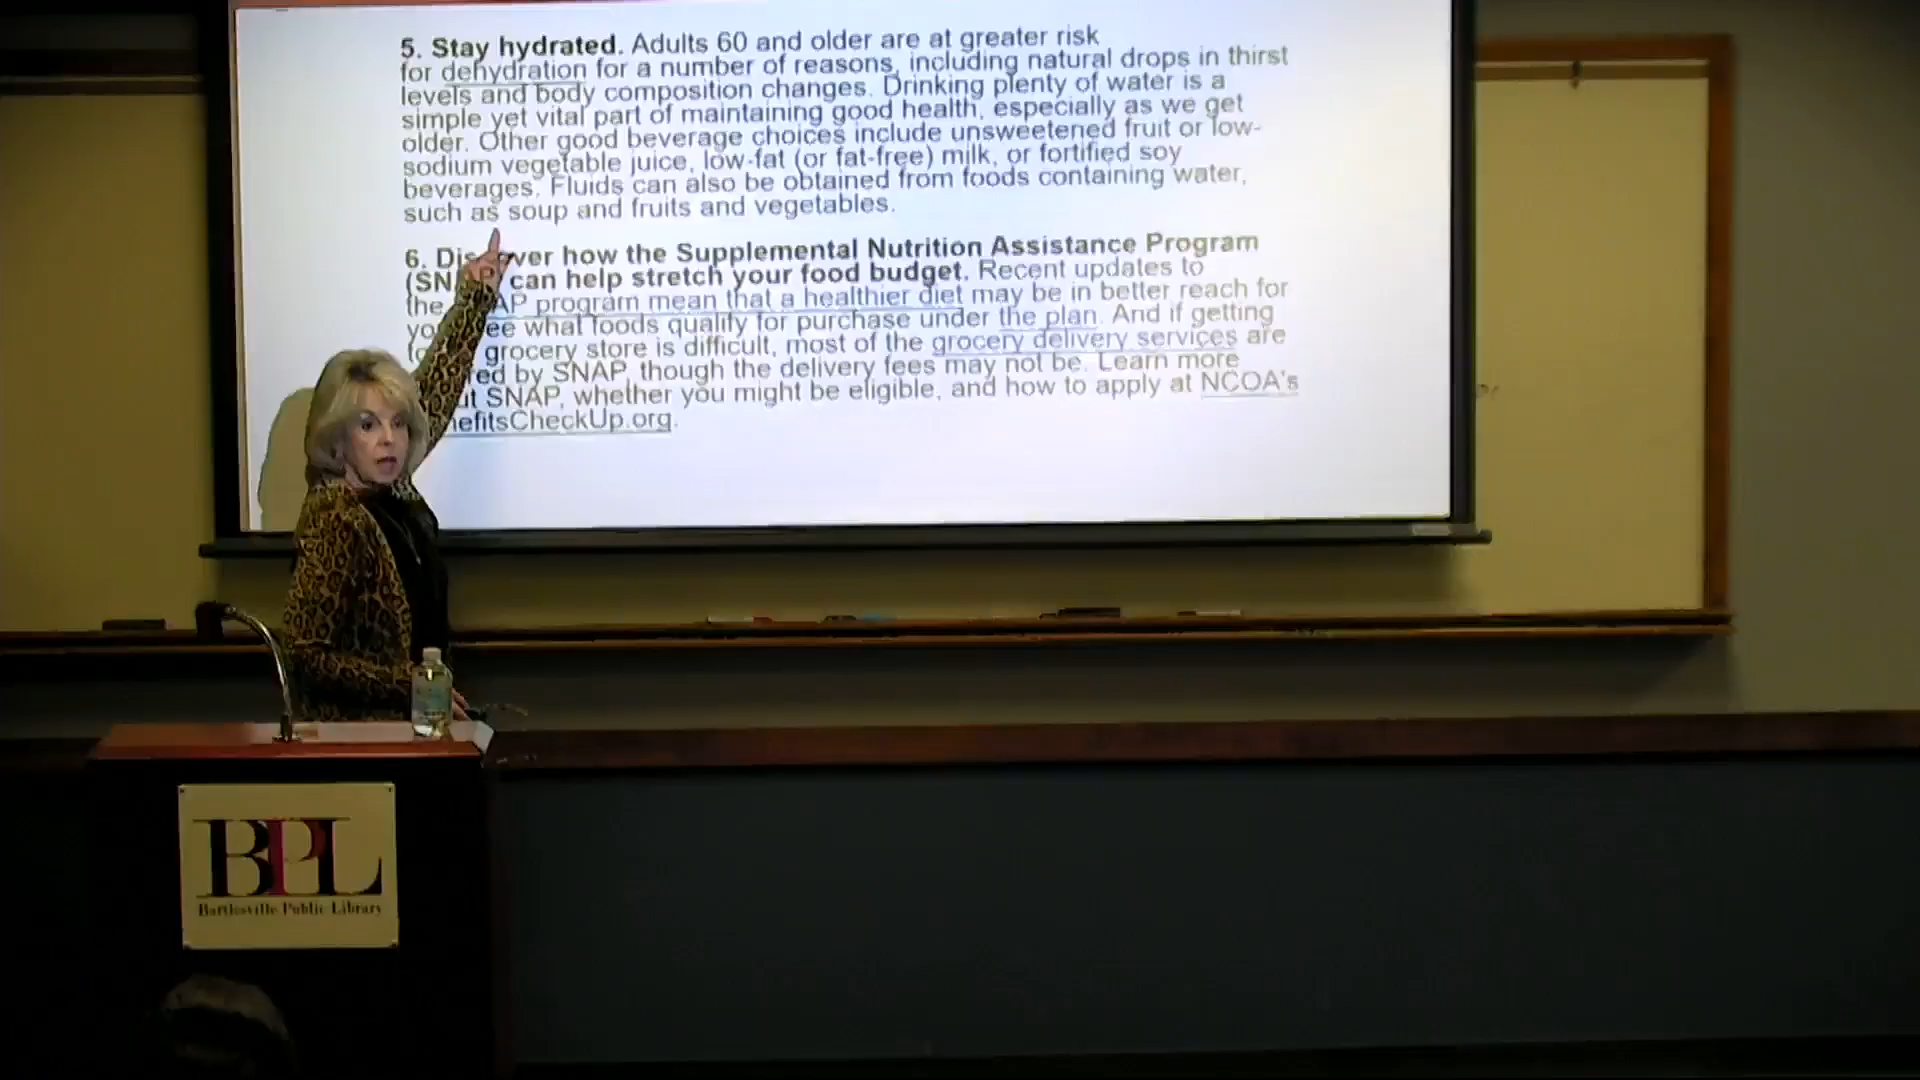 5. Stay hydrated. Adults 60 and older are at greater risk
for dehydration for a number of reasons, including natural drops in thirst
levels and body composition changes. Drinking plenty of water is a
simple yet vital part of maintaining good health, especially as we get
older. Other good beverage choices include unsweetened fruit or low-
sodium vegetable juice, low-fat (or fat-free) milk, or fortified soy
beverages. Fluids can also be obtained from foods containing water,
such as soup and fruits and vegetables.
6. how the Supplemental Nutrition Assistance Program
can help stretch your food budget. Recent updates to
the program mean that a healthier diet may be in better reach for
what foods qualify for purchase under the plan. And if getting
grocery store is difficult, most of the grocery delivery services are
by SNAP, though the delivery fees may not be. Learn more
SNAP, whether you might be eligible, and how to apply at NCOA's
BPL
Bartlesville Public Library